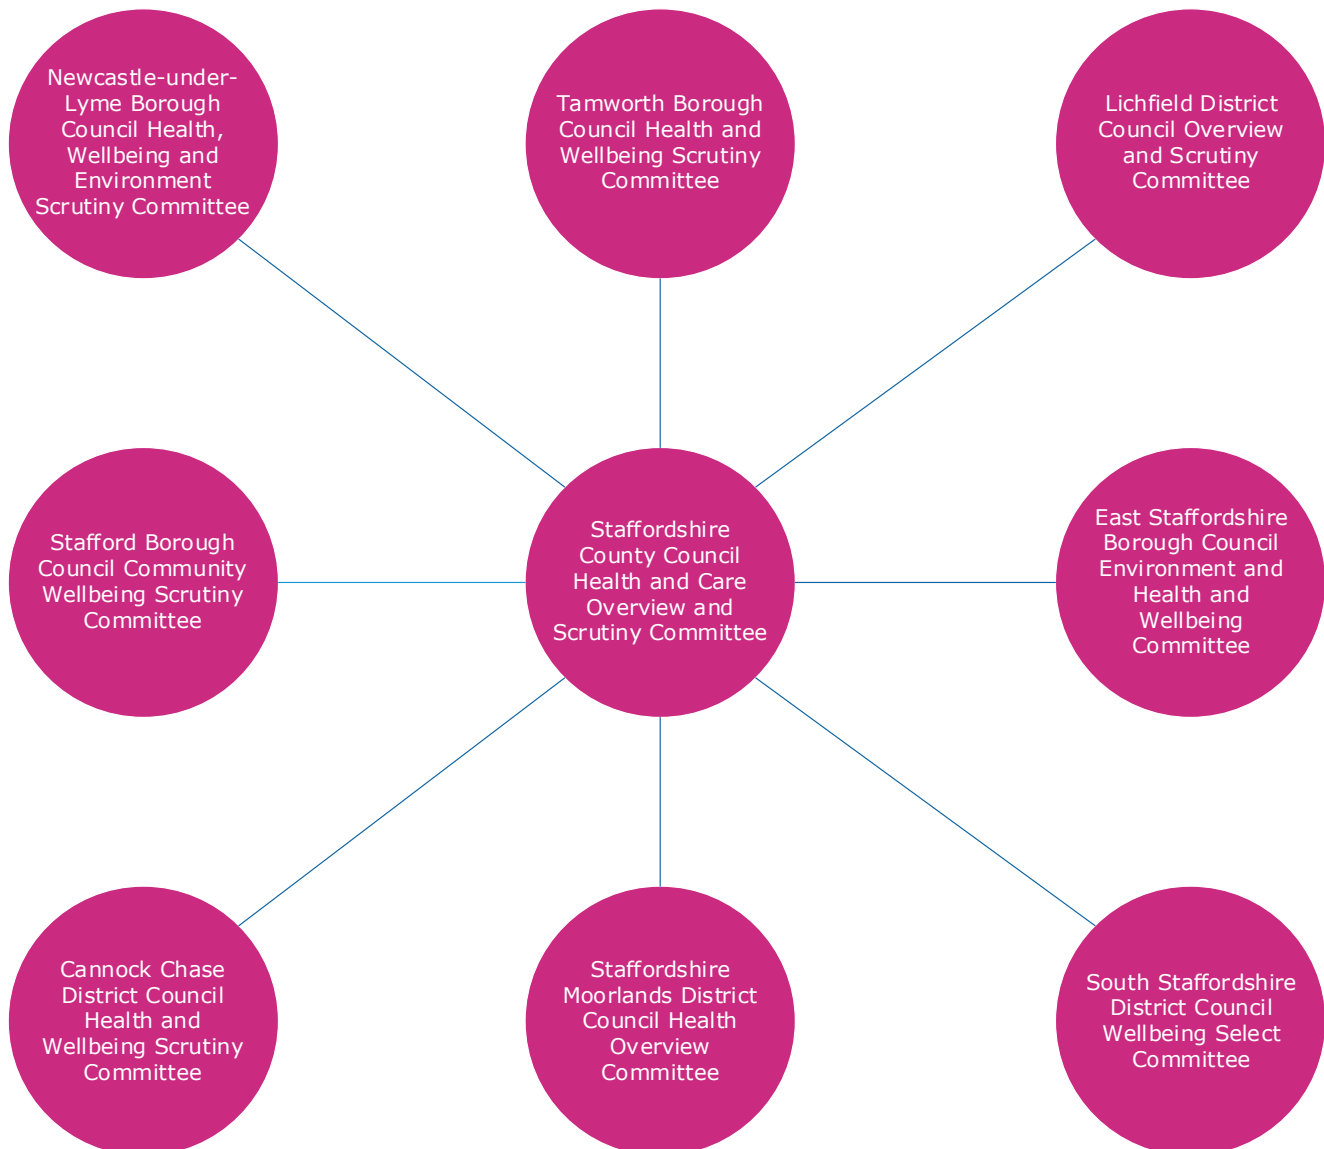 Newcastle-under-
Lyme Borough
Council Health,
Wellbeing and
Environment
Scrutiny Committee
Tamworth Borough
Council Health and
Wellbeing Scrutiny
Committee
Lichfield District
Council Overview
and Scrutiny
Committee
Stafford Borough
Council Community
Wellbeing Scrutiny
Committee
Staffordshire
County Council
Health and Care
Overview and
Scrutiny Committee
East Staffordshire
Borough Council
Environment and
Health and
Wellbeing
Committee
Cannock Chase
District Council
Health and
Wellbeing Scrutiny
Committee
Staffordshire
Moorlands District
Council Health
Overview
Committee
South Staffordshire
District Council
Wellbeing Select
Committee